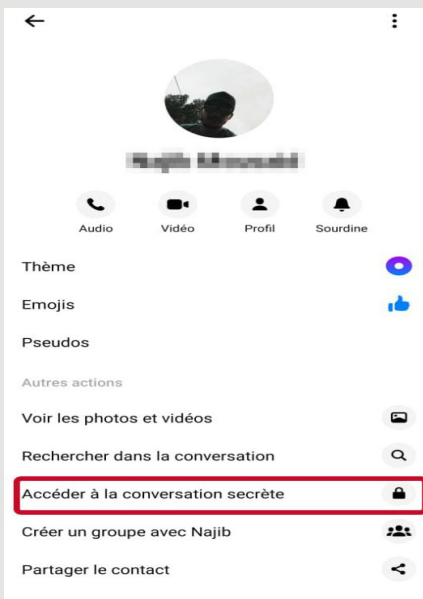 Audio Vidéo Profil Sourdine
Thème
Emojis
Pseudos
Autres actions
Voir les photos et vidéos
Rechercher dans la conversation
Accéder à la conversation secrète
Créer un groupe avec Najib
Partager le contact